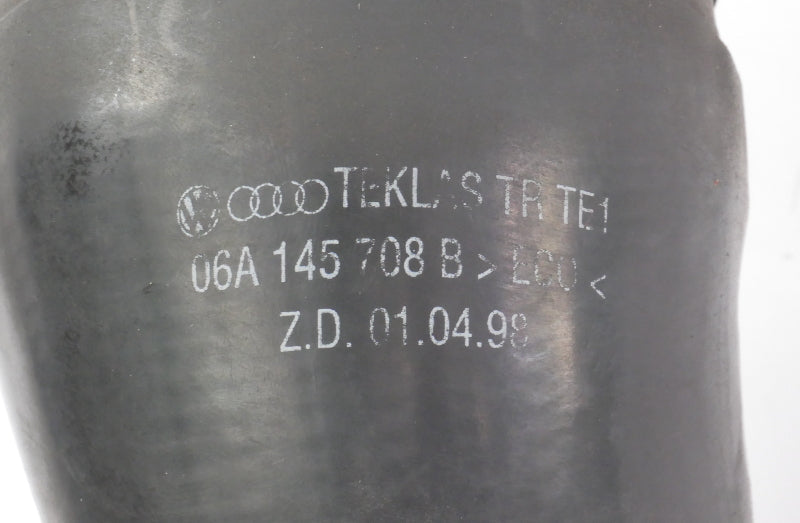 TEKLAS TR TE1
06A 145 708 B > ECO <
Z.D. 01.04.98